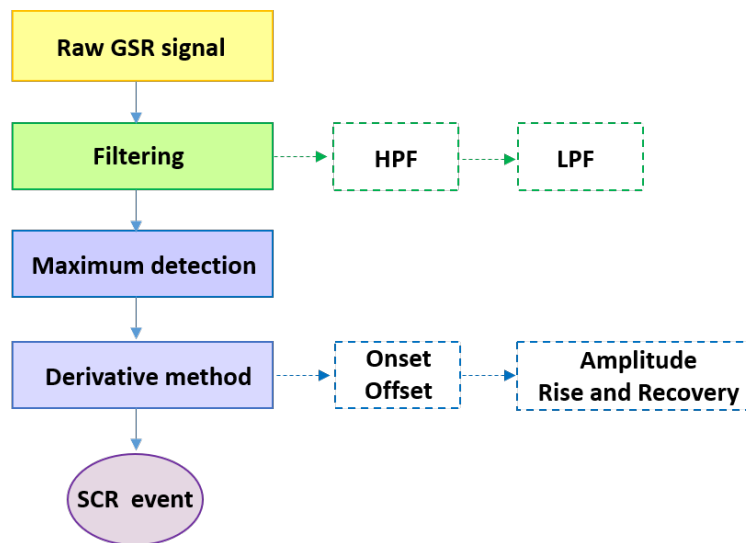 Raw GSR signal
Filtering
HPF
LPF
Maximum detection
Derivative method
Onset
Offset
Amplitude
Rise and Recovery
SCR event